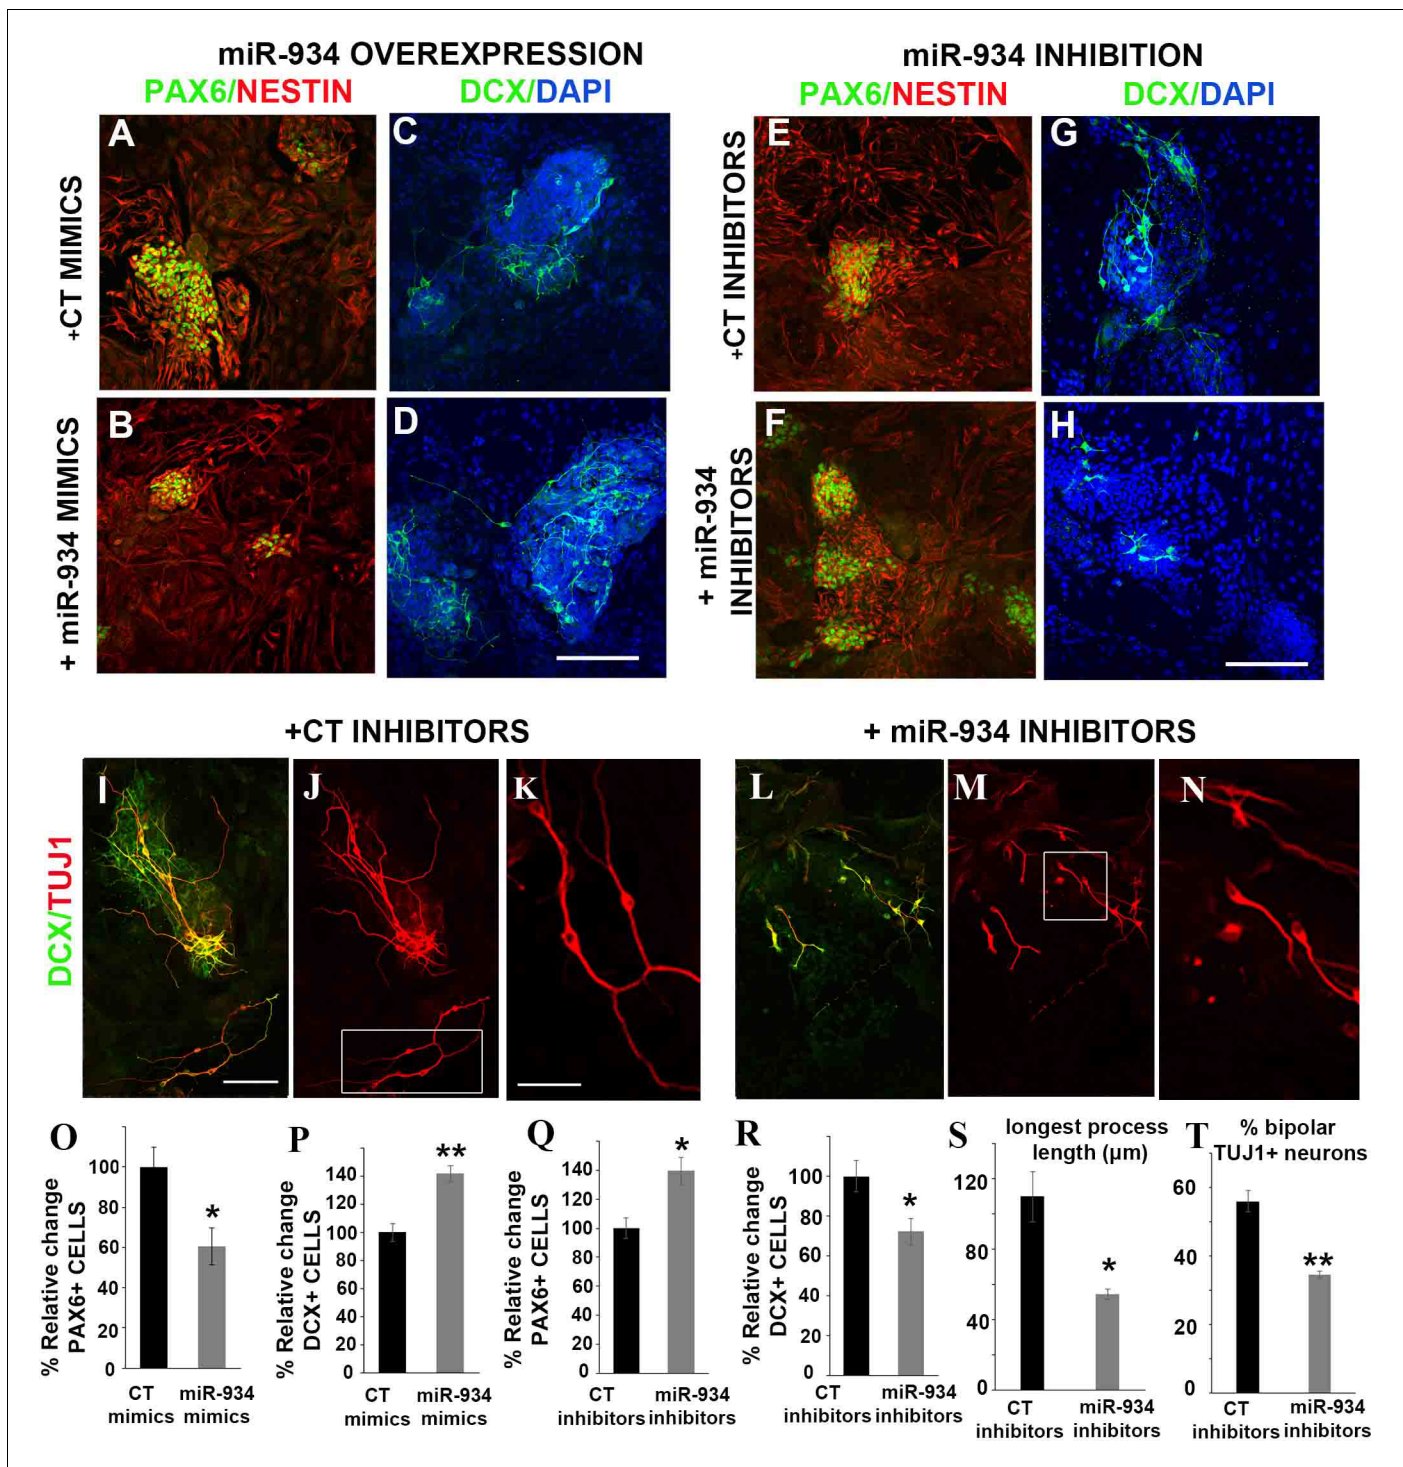 miR-934 OVEREXPRESSION
miR-934 INHIBITION
PAX6/NESTIN
DCX/DAPI
PAX6/NESTIN
DCX/DAPI
+CT MIMICS
A
C
+CT INHIBITORS
E
G
+ miR-934 MIMICS
B
D
+ miR-934
INHIBITORS
F
H
+CT INHIBITORS
+ miR-934 INHIBITORS
DCX/TUJ1
I
J
K
L
M
N
O
% Relative change
PAX6+ CELLS
100
80
60
40
20
0
CT
mimics
miR-934
mimics
*
P
% Relative change
DCX+ CELLS
140
120
100
80
60
40
20
0
CT
mimics
miR-934
mimics
**
Q
% Relative change
PAX6+ CELLS
140
120
100
80
60
40
20
0
CT
inhibitors
miR-934
inhibitors
*
R
% Relative change
DCX+ CELLS
100
80
60
40
20
0
CT
inhibitors
miR-934
inhibitors
*
S
longest process
length (µm)
120
80
40
0
CT
inhibitors
miR-934
inhibitors
*
T
% bipolar
TUJ1+ neurons
60
40
20
0
CT
inhibitors
miR-934
inhibitors
**